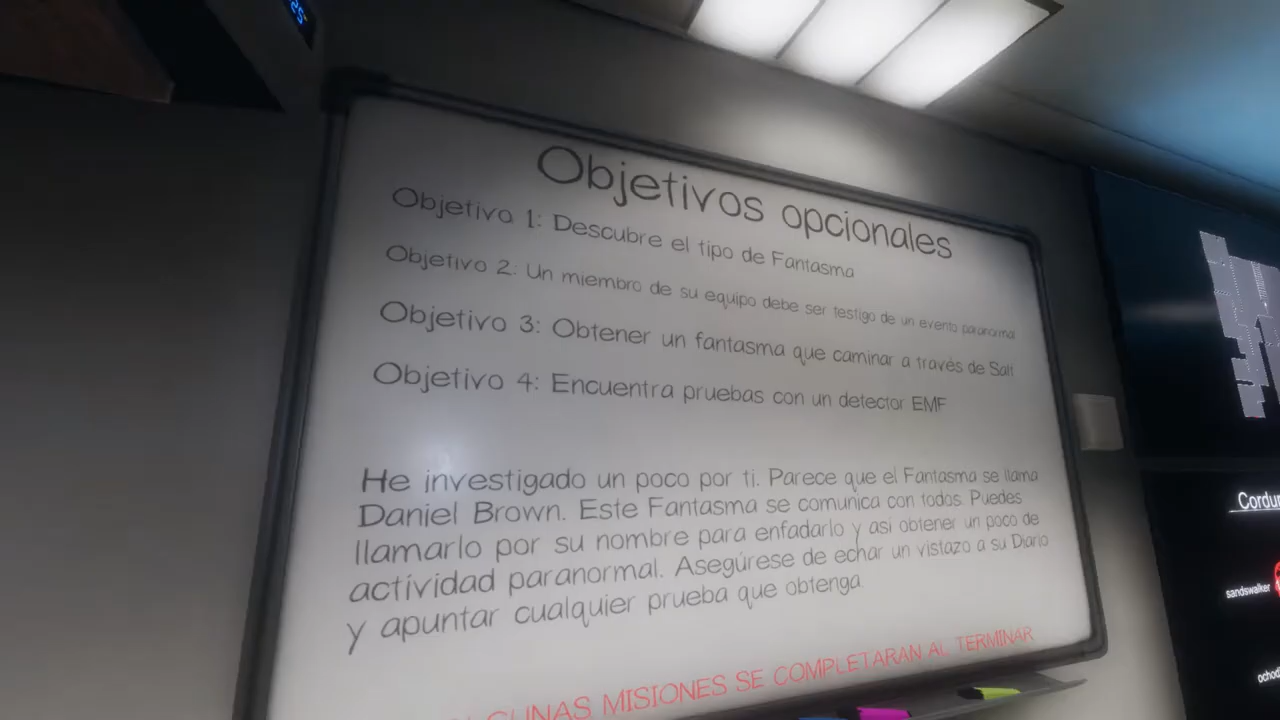 25
Objetivos opcionales
Objetivo 1: Descubre el tipo de Fantasma
Objetivo 2: Un miembro de su equipo debe ser testigo de un evento paranormal
Objetivo 3: Obtener un fantasma que caminar a través de Salt
Objetivo 4: Encuentra pruebas con un detector EMF
He investigado un poco por ti. Parece que el Fantasma se llama
Daniel Brown. Este Fantasma se comunica con todos. Puedes
llamarlo por su nombre para enfadarlo y así obtener un poco de
actividad paranormal. Asegúrese de echar un vistazo a su Diario
y apuntar cualquier prueba que obtenga.
MISIONES SE COMPLETARAN AL TERMINAR
sandswalker